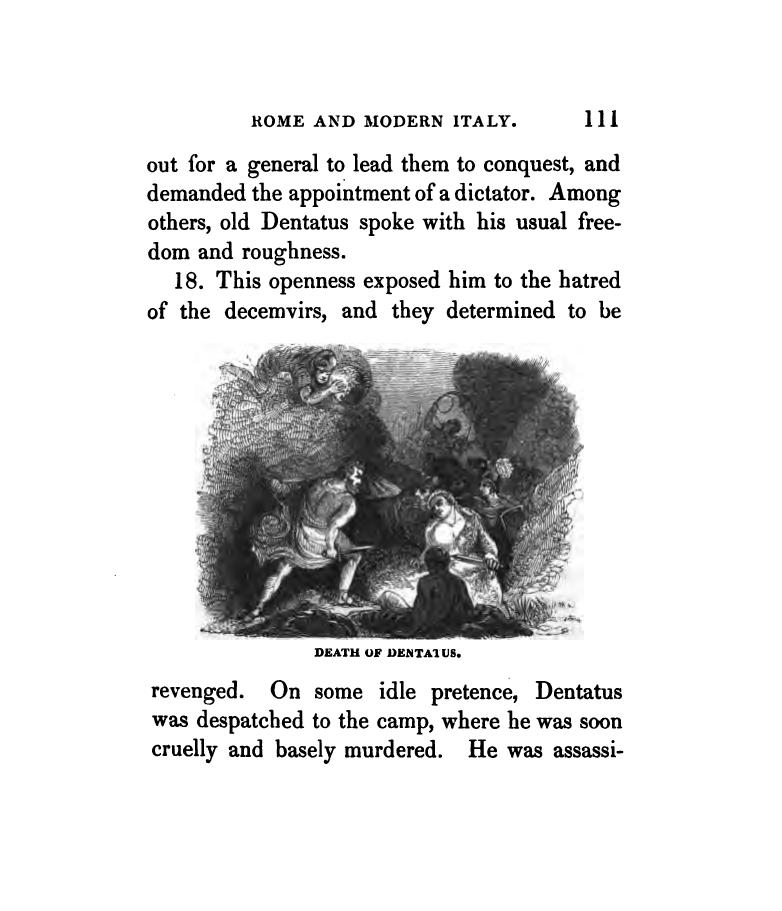 ROME AND MODERN ITALY. 111
out for a general to lead them to conquest, and
demanded the appointment of a dictator. Among
others, old Dentatus spoke with his usual free-
dom and roughness.
18. This openness exposed him to the hatred
of the decemvirs, and they determined to be
DEATH OF DENTATUS.
revenged. On some idle pretence, Dentatus
was despatched to the camp, where he was soon
cruelly and basely murdered. He was assassi-